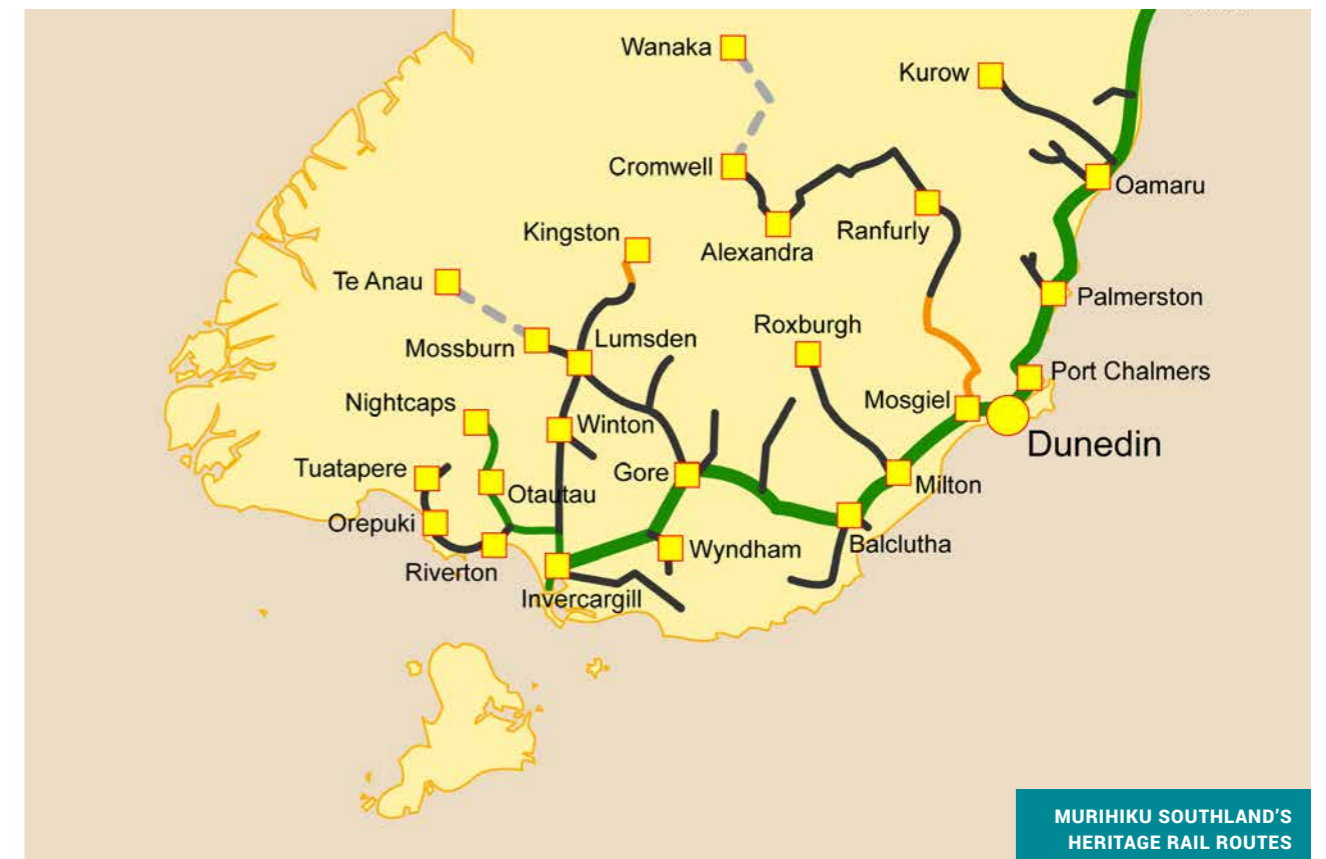 Wanaka
Kurow
Cromwell
Oamaru
Kingston
Alexandra
Ranfurly
Te Anau
Palmerston
Mossburn
Lumsden
Roxburgh
Port Chalmers
Nightcaps
Mosgiel
Winton
Dunedin
Tuatapere
Gore
Otautau
Milton
Orepuki
Wyndham
Balclutha
Riverton
Invercargill
MURIHIKU SOUTHLAND'S
HERITAGE RAIL ROUTES